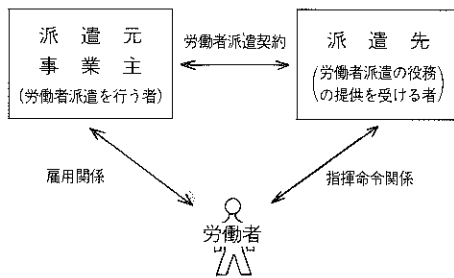 派遣元
事業主
(労働者派遣を行う者)
労働者派遣契約
派遣先
(労働者派遣の役務
の提供を受ける者)
雇用関係
指揮命令関係
労働者